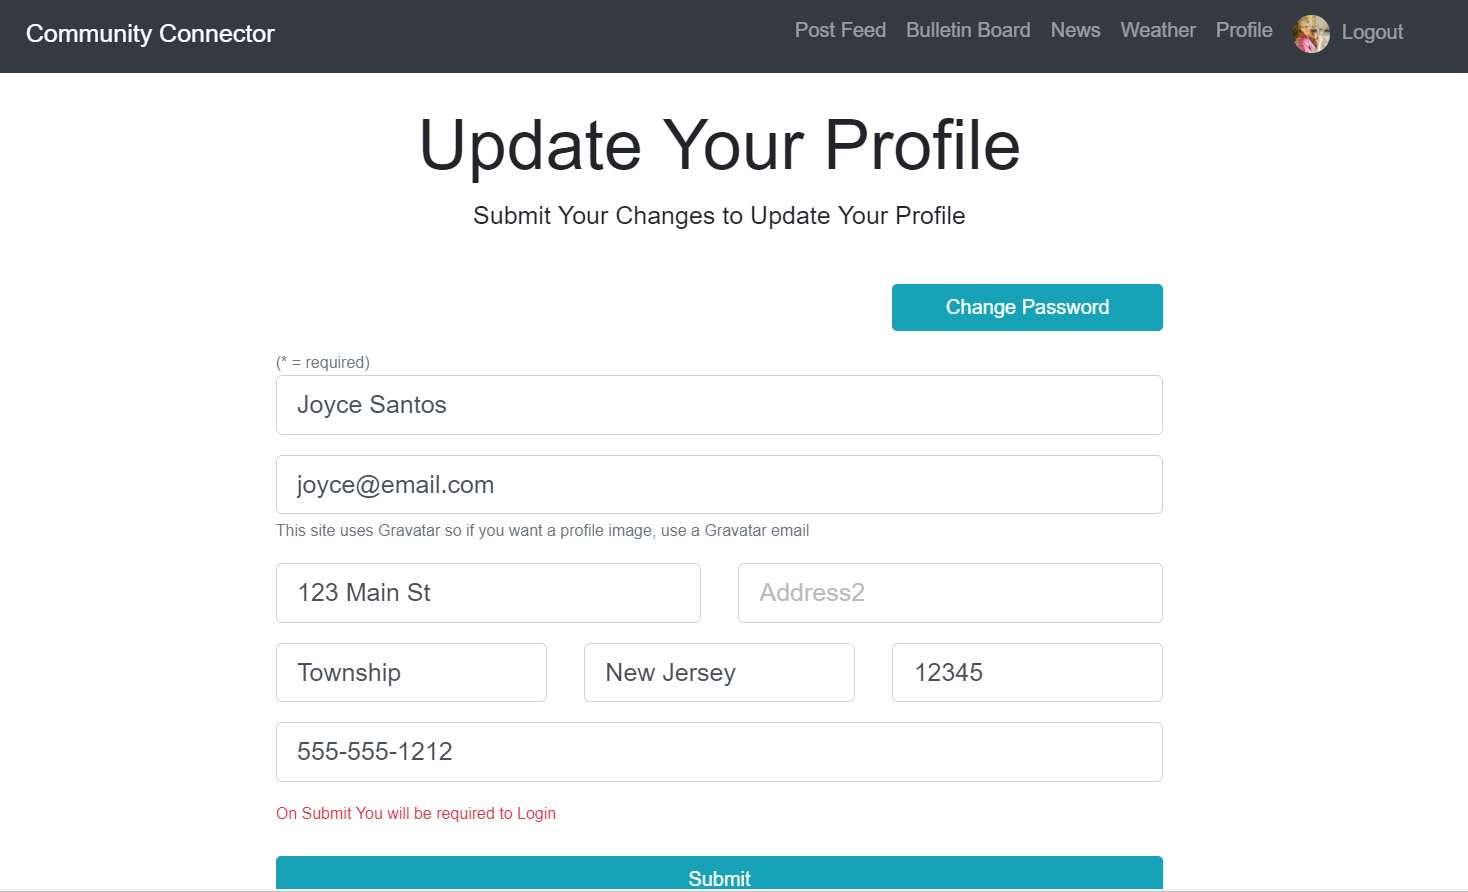 Community Connector
Post Feed Bulletin Board News Weather Profile Logout
Update Your Profile
Submit Your Changes to Update Your Profile
Change Password
(* = required)
Joyce Santos
joyce@email.com
This site uses Gravatar so if you want a profile image, use a Gravatar email
123 Main St Address2
Township New Jersey 12345
555-555-1212
On Submit You will be required to Login
Submit